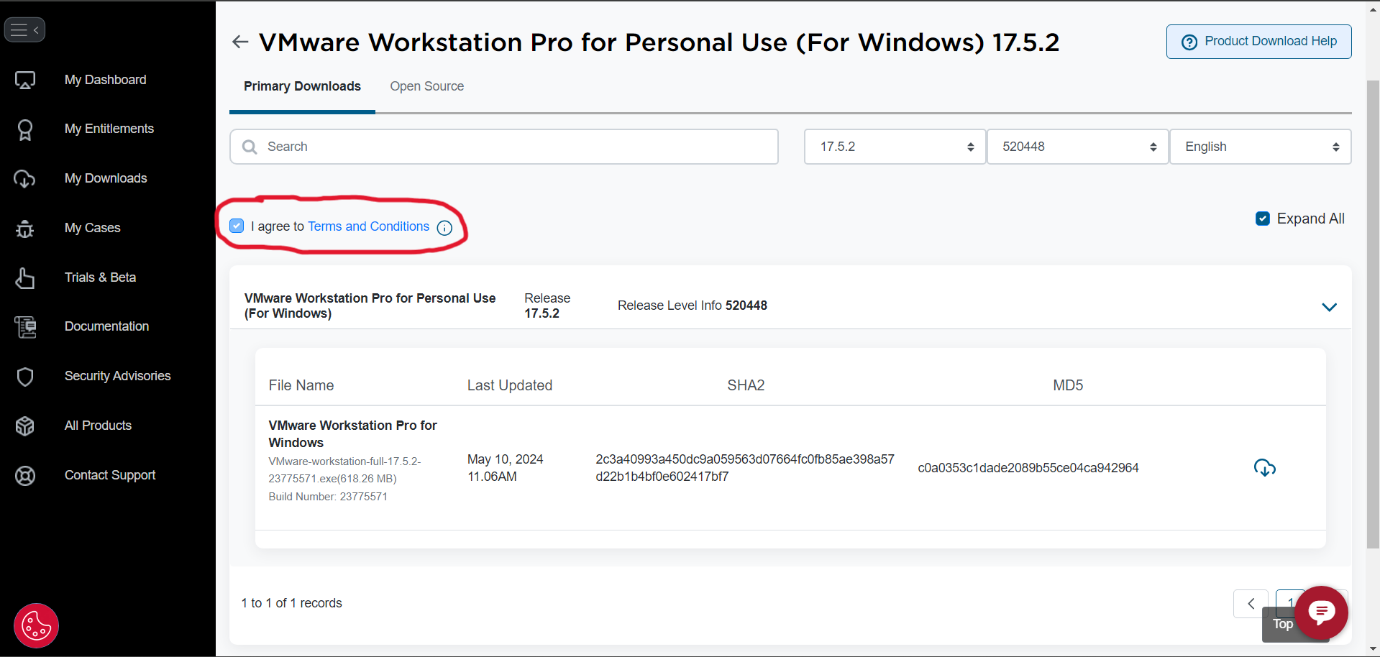 VMware Workstation Pro for Personal Use (For Windows) 17.5.2
Product Download Help
My Dashboard
My Entitlements
My Downloads
My Cases
Trials & Beta
Documentation
Security Advisories
All Products
Contact Support
Primary Downloads
Open Source
Search
17.5.2
520448
English
I agree to Terms and Conditions
Expand All
VMware Workstation Pro for Personal Use
(For Windows)
Release
17.5.2
Release Level Info 520448
File Name
Last Updated
SHA2
MD5
VMware Workstation Pro for
Windows
VMware-workstation-full-17.5.2-
23775571.exe(618.26 MB)
Build Number: 23775571
May 10, 2024
11.06AM
2c3a40993a450dc9a059563d07664fc0fb85ae398a57
d22b1b4bf0e602417bf7
c0a0353c1dade2089b55ce04ca942964
1 to 1 of 1 records
1
Top